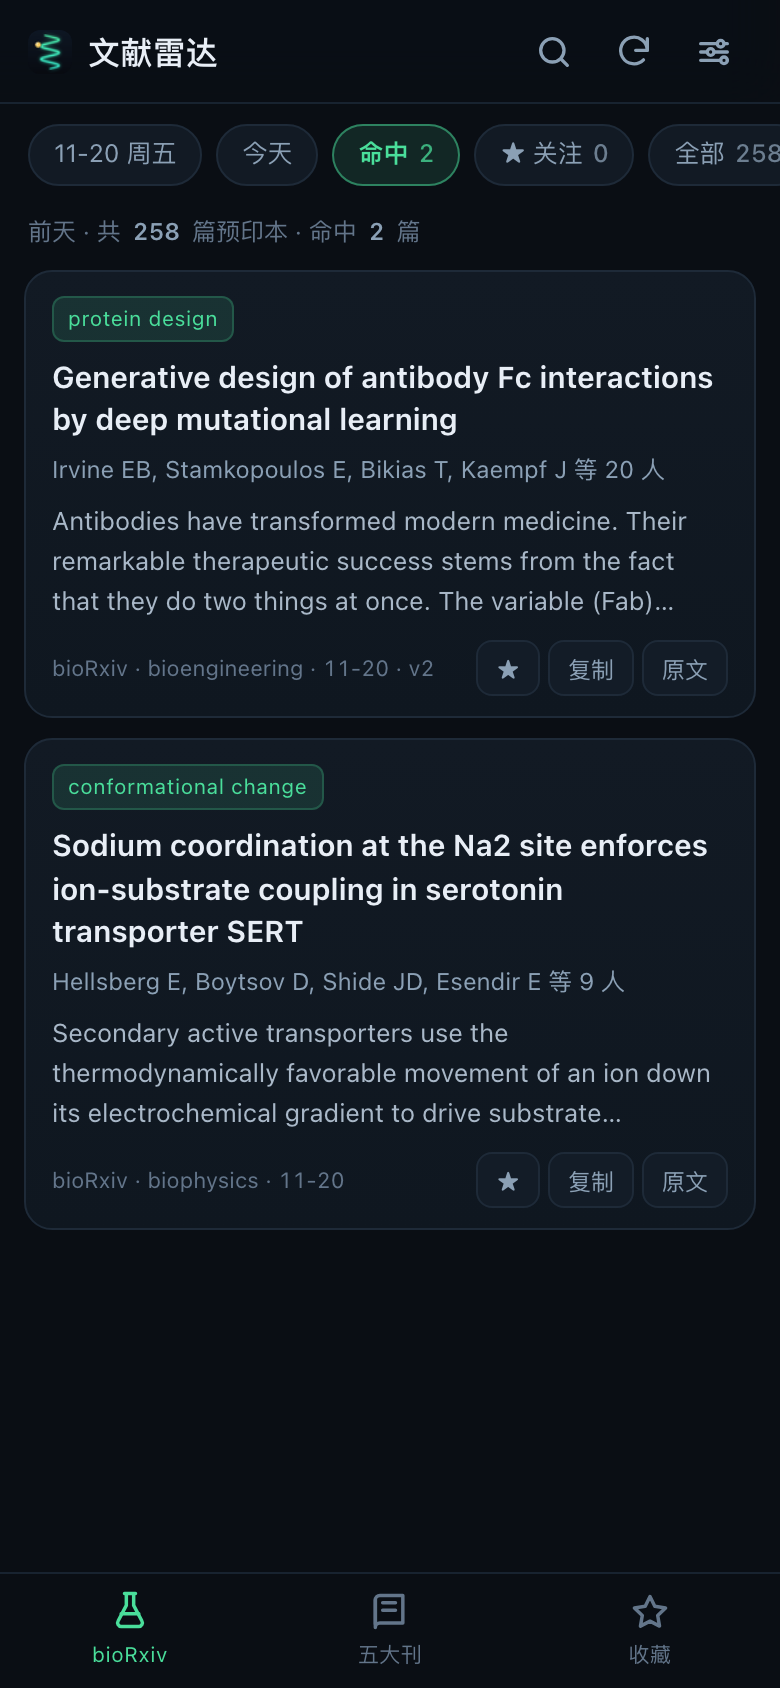 文献雷达
11-20 周五
今天
命中 2
★ 关注 0
全部 258
前天 · 共 258 篇预印本 · 命中 2 篇
protein design
Generative design of antibody Fc interactions
by deep mutational learning
Irvine EB, Stamkopoulos E, Bikias T, Kaempf J 等 20 人
Antibodies have transformed modern medicine. Their
remarkable therapeutic success stems from the fact
that they do two things at once. The variable (Fab)...
bioRxiv · bioengineering · 11-20 · v2
★
复制
原文
conformational change
Sodium coordination at the Na2 site enforces
ion-substrate coupling in serotonin
transporter SERT
Hellsberg E, Boytsov D, Shide JD, Esendir E 等 9 人
Secondary active transporters use the
thermodynamically favorable movement of an ion down
its electrochemical gradient to drive substrate...
bioRxiv · biophysics · 11-20
★
复制
原文
bioRxiv
五大刊
收藏